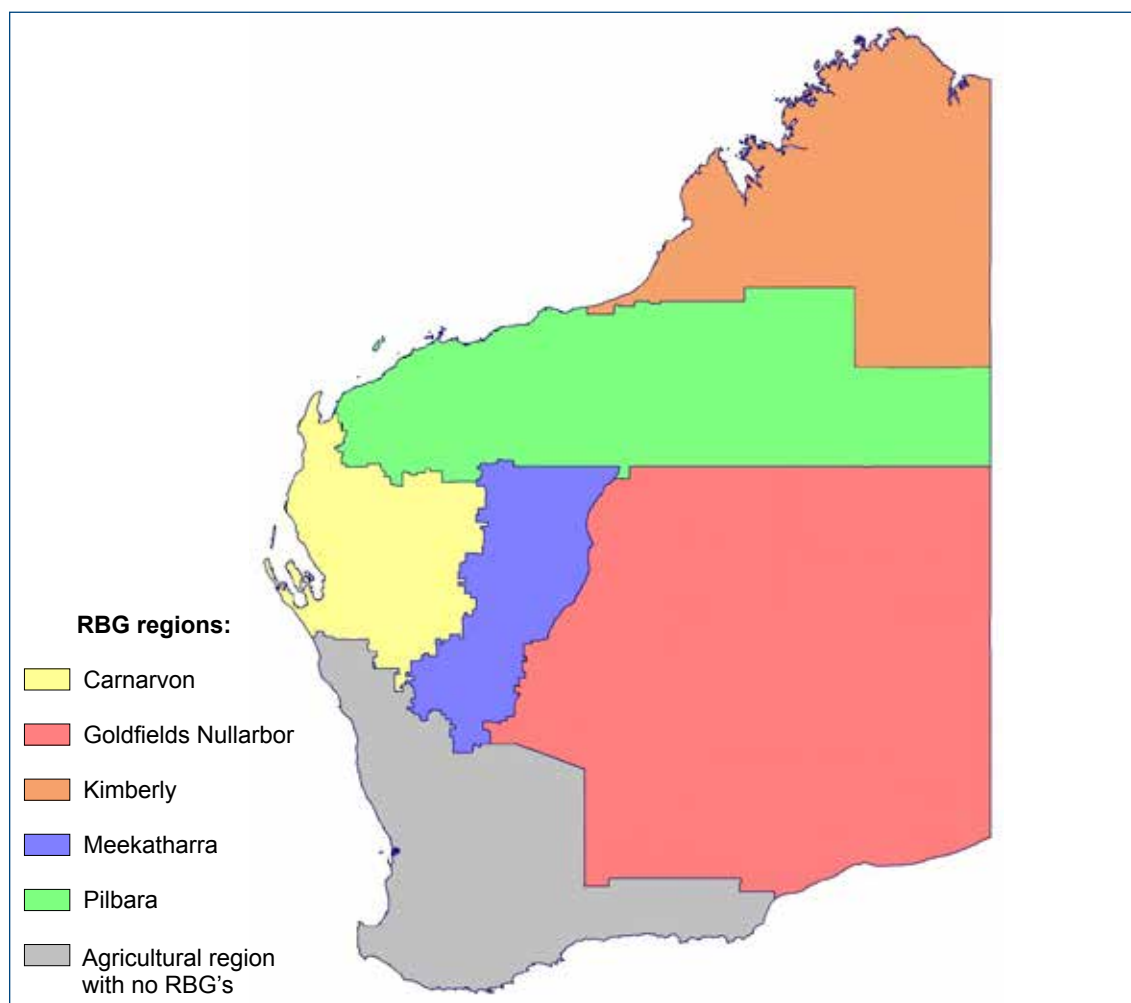 RBG regions:
Carnarvon
Goldfields Nullarbor
Kimberly
Meekatharra
Pilbara
Agricultural region
with no RBG's